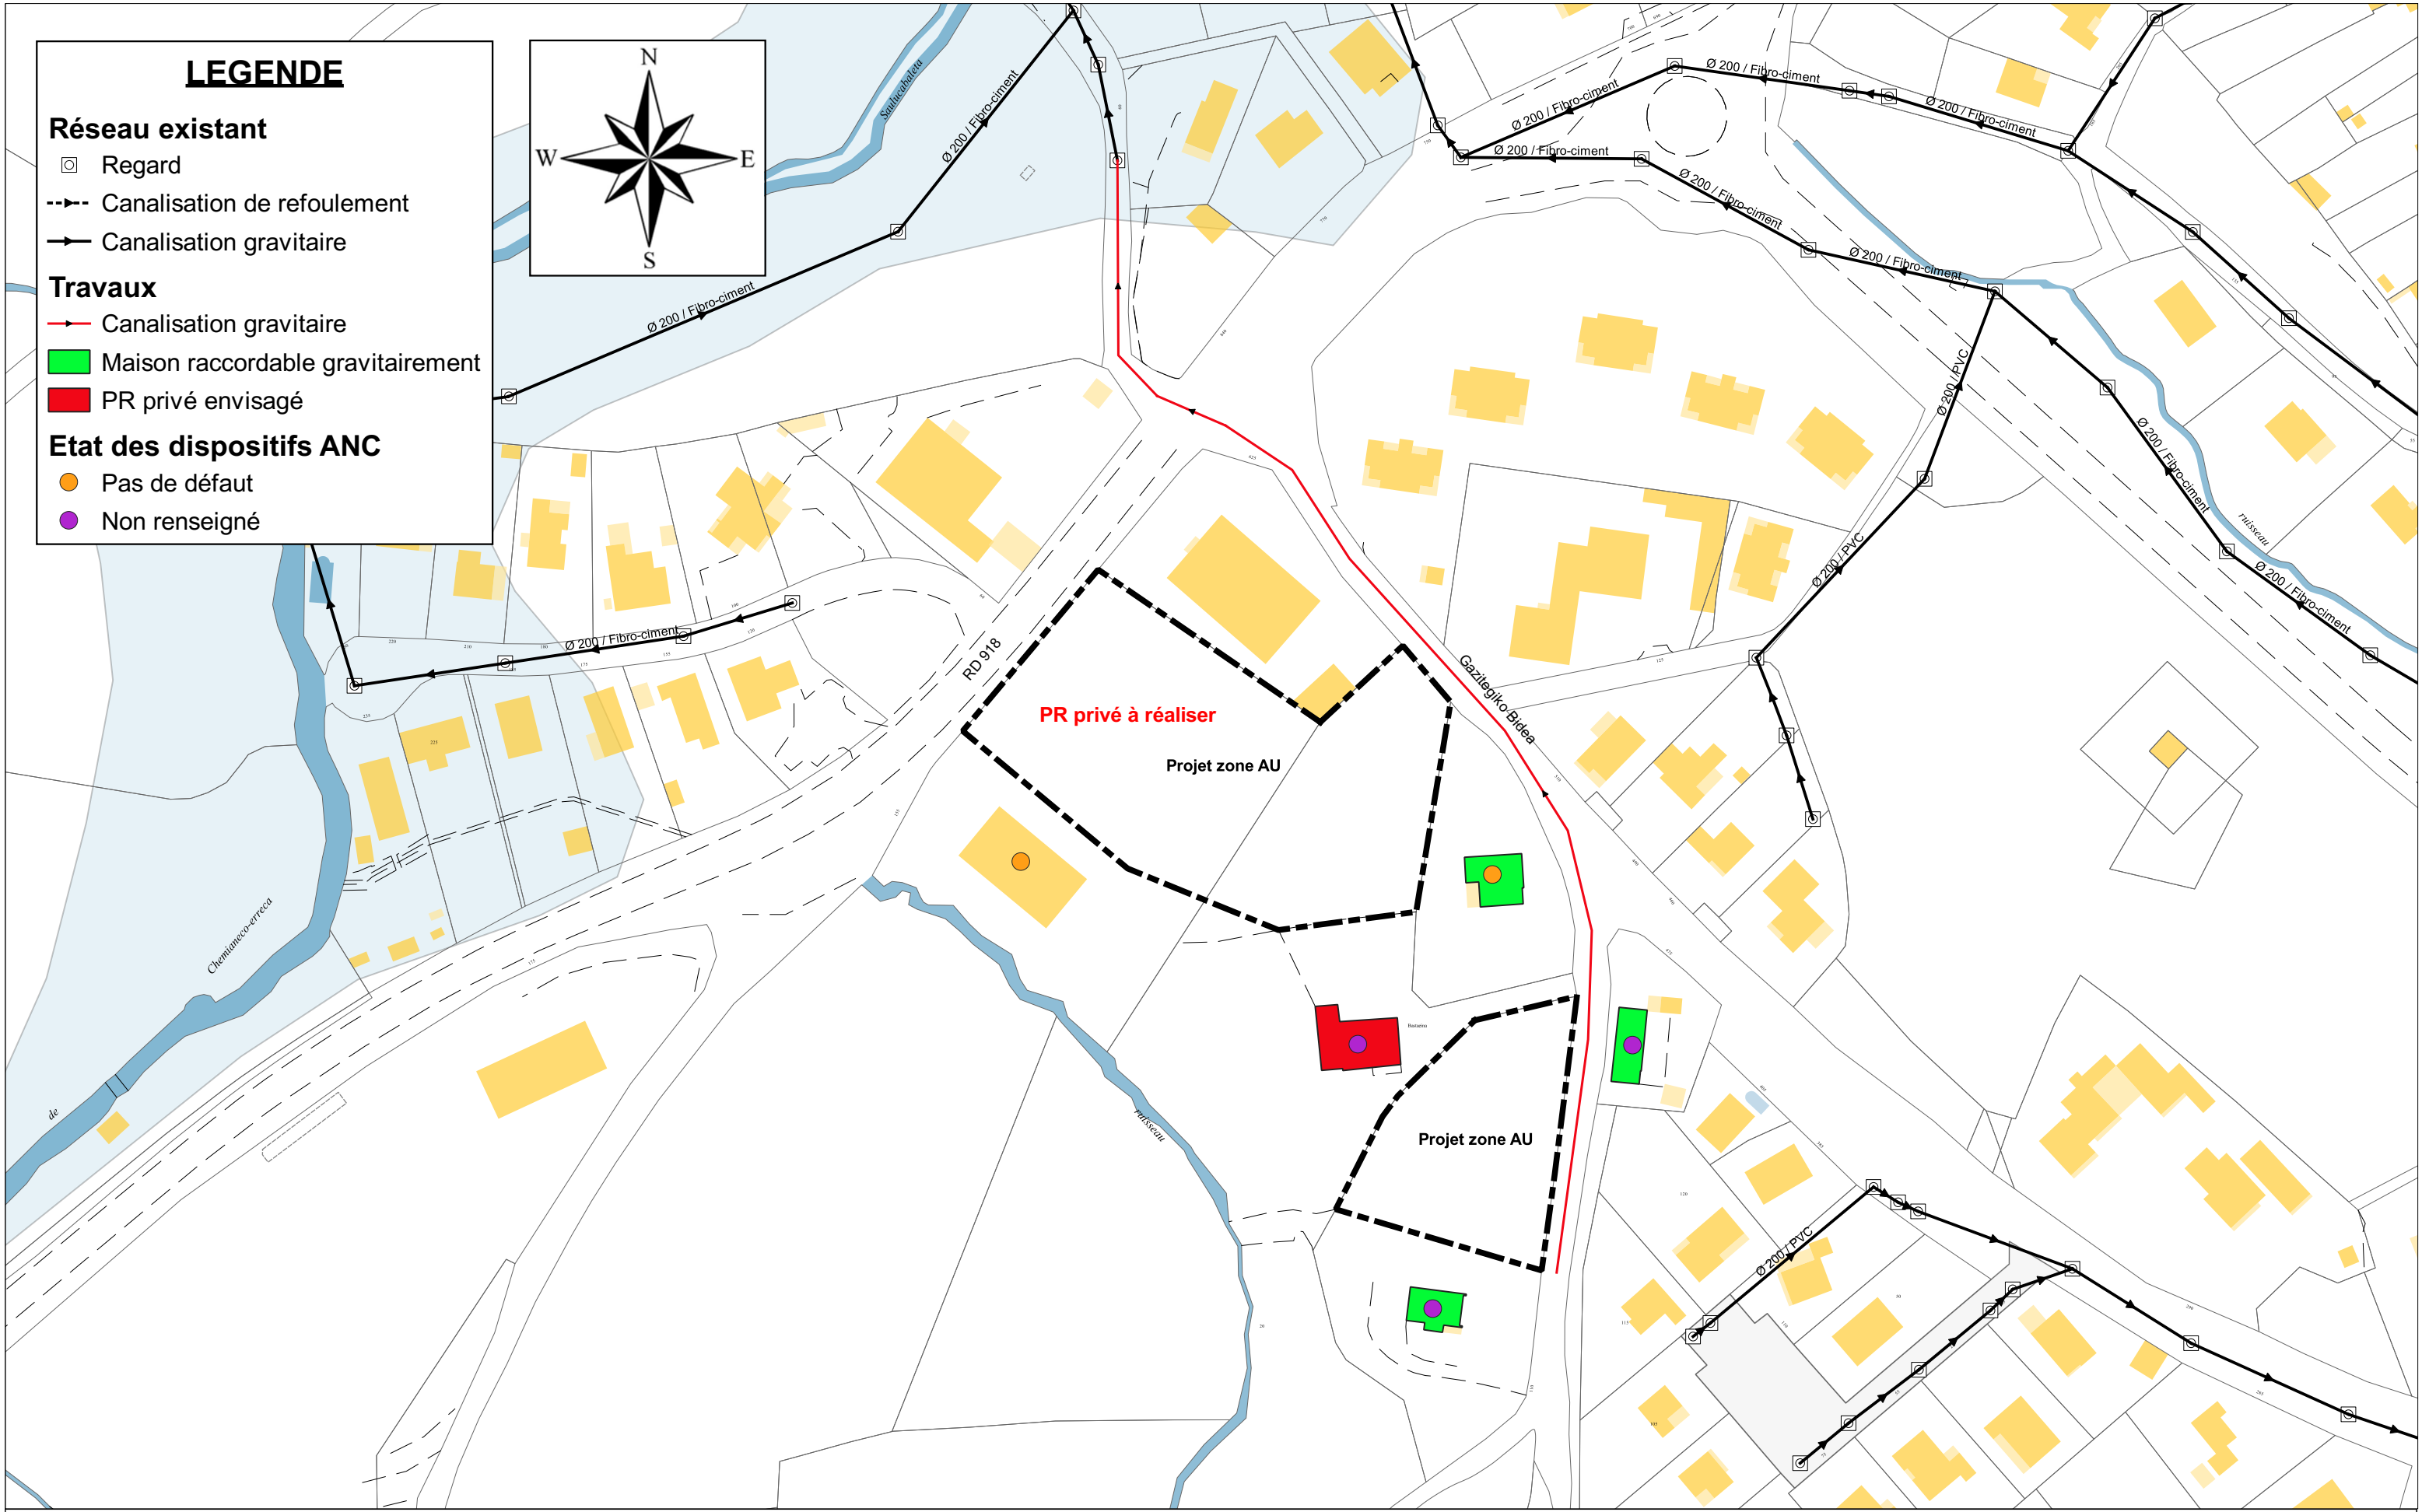 LEGENDE
Réseau existant
Regard
Canalisation de refoulement
Canalisation gravitaire
Travaux
Canalisation gravitaire
Maison raccordable gravitairement
PR privé envisagé
Etat des dispositifs ANC
Pas de défaut
Non renseigné
N
W
E
S
Saulucabaleta
Ø 200 / Fibro-ciment
Ø 200 / Fibro-ciment
Ø 200 / Fibro-ciment
Ø 200 / Fibro-ciment
Ø 200 / Fibro-ciment
Ø 200 / Fibro-ciment
Ø 200 / Fibro-ciment
Ø 200 / Fibro-ciment
Ø 200 / PVC
Ø 200 / Fibro-ciment
ruisseau
Ø 200 / PVC
Ø 200 / Fibro-ciment
Ø 200 / Fibro-ciment
RD 918
Gazitegiko Bidea
PR privé à réaliser
Projet zone AU
Chemianeco-erreca
de
ruisseau
Projet zone AU
Ø 200 / PVC